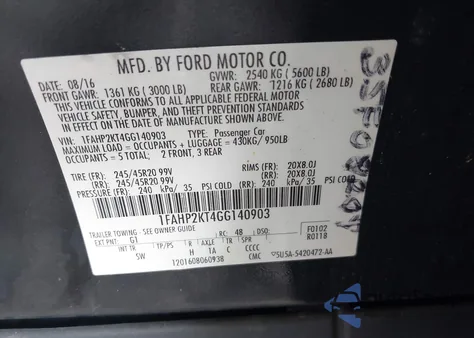 MFD. BY FORD MOTOR CO.
08/16 GVWR: 2540 KG (5600 LB)
FRONT GAWR: 1361 KG (3000 LB) REAR GAWR: 1216 KG (2680 LB)
THIS VEHICLE CONFORMS TO ALL APPLICABLE FEDERAL MOTOR
VEHICLE SAFETY, BUMPER, AND THEFT PREVENTION STANDARDS
IN EFFECT ON THE DATE OF MANUFACTURE SHOWN ABOVE.
VIN: 1FAHP2KT4GG140903 TYPE: Passenger Car
MAXIMUM LOAD = OCCUPANTS + LUGGAGE = 430KG/ 950LB
OCCUPANTS = 5 TOTAL: 2 FRONT, 3 REAR
TIRE (FR): 245/45R20 99V RIMS (FR): 20X8.0J
TIRE (RR): 245/45R20 99V RIMS (RR): 20X8.0J
PRESSURE (FR): 240 kPa/ 35 PSI COLD (RR): 240 kPa/ 35 PSI COLD
1FAHP2KT4GG140903
TRAILER TOWING - SEE OWNER GUIDE
EXT PNT: G1 RC: 48 DSO: F0102
INT TR TP/PS R AXLE TR SPR R0118
SW H 1A C CCCC
1201608060938 CMC 5U5A-5420472-AA